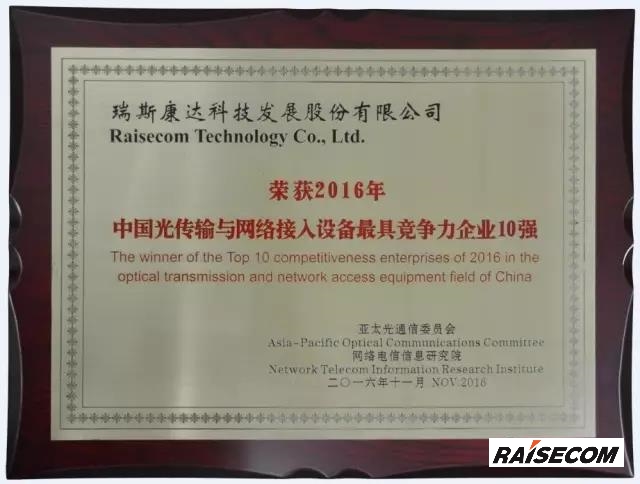 瑞斯康达科技发展股份有限公司
Raisecom Technology Co., Ltd.
荣获2016年
中国光传输与网络接入设备最具竞争力企业10强
The winner of the Top 10 competitiveness enterprises of 2016 in the
optical transmission and network access equipment field of China
亚太光通信委员会
Asia-Pacific Optical Communications Committee
网络电信信息研究院
Network Telecom Information Research Institute
二〇一六年十一月 NOV.2016
RAISECOM